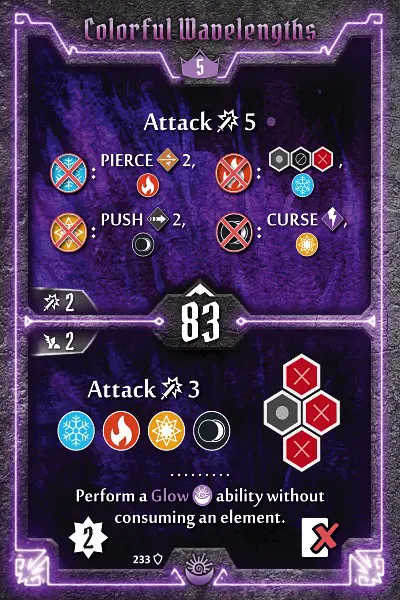 Colorful Wavelengths
5
Attack 5
: PIERCE 2, : ,
: PUSH 2, : CURSE ,
2
83
2
Attack 3
Perform a Glow ability without
consuming an element.
2
233